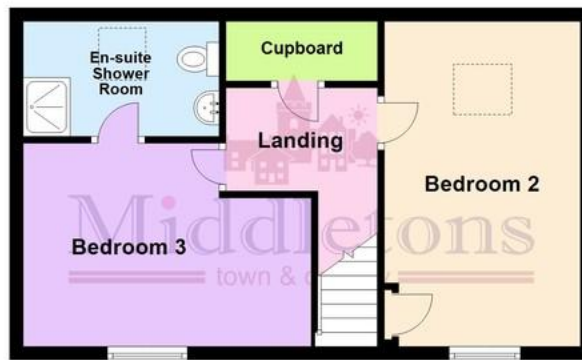 En-suite
Shower
Room
Cupboard
Landing
Bedroom 2
Bedroom 3
Middletons
town &